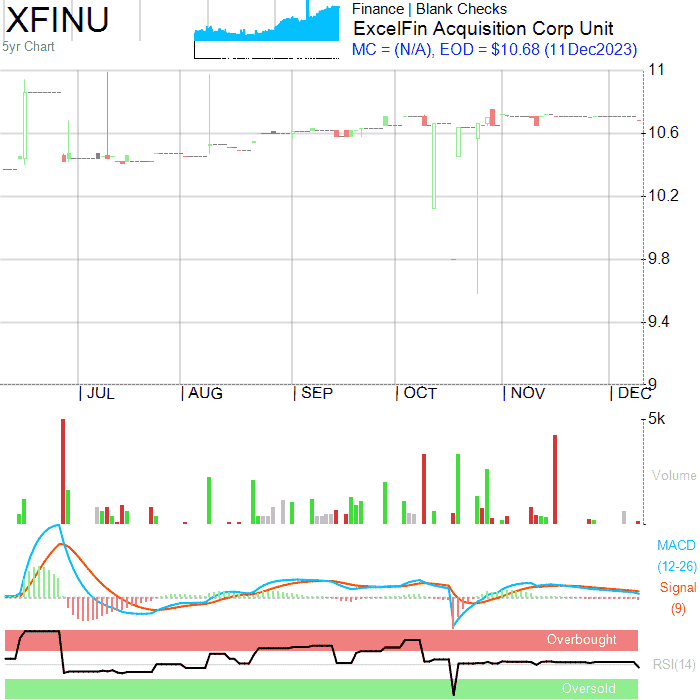 XFINU
5yr Chart
Finance | Blank Checks
ExcelFin Acquisition Corp Unit
MC = (N/A), EOD = $10.68 (11Dec2023)
11
10.6
10.2
9.8
9.4
9
| JUL | AUG | SEP | OCT | NOV | DEC
5k
Volume
MACD
(12-26)
Signal
(9)
Overbought
RSI(14)
Oversold